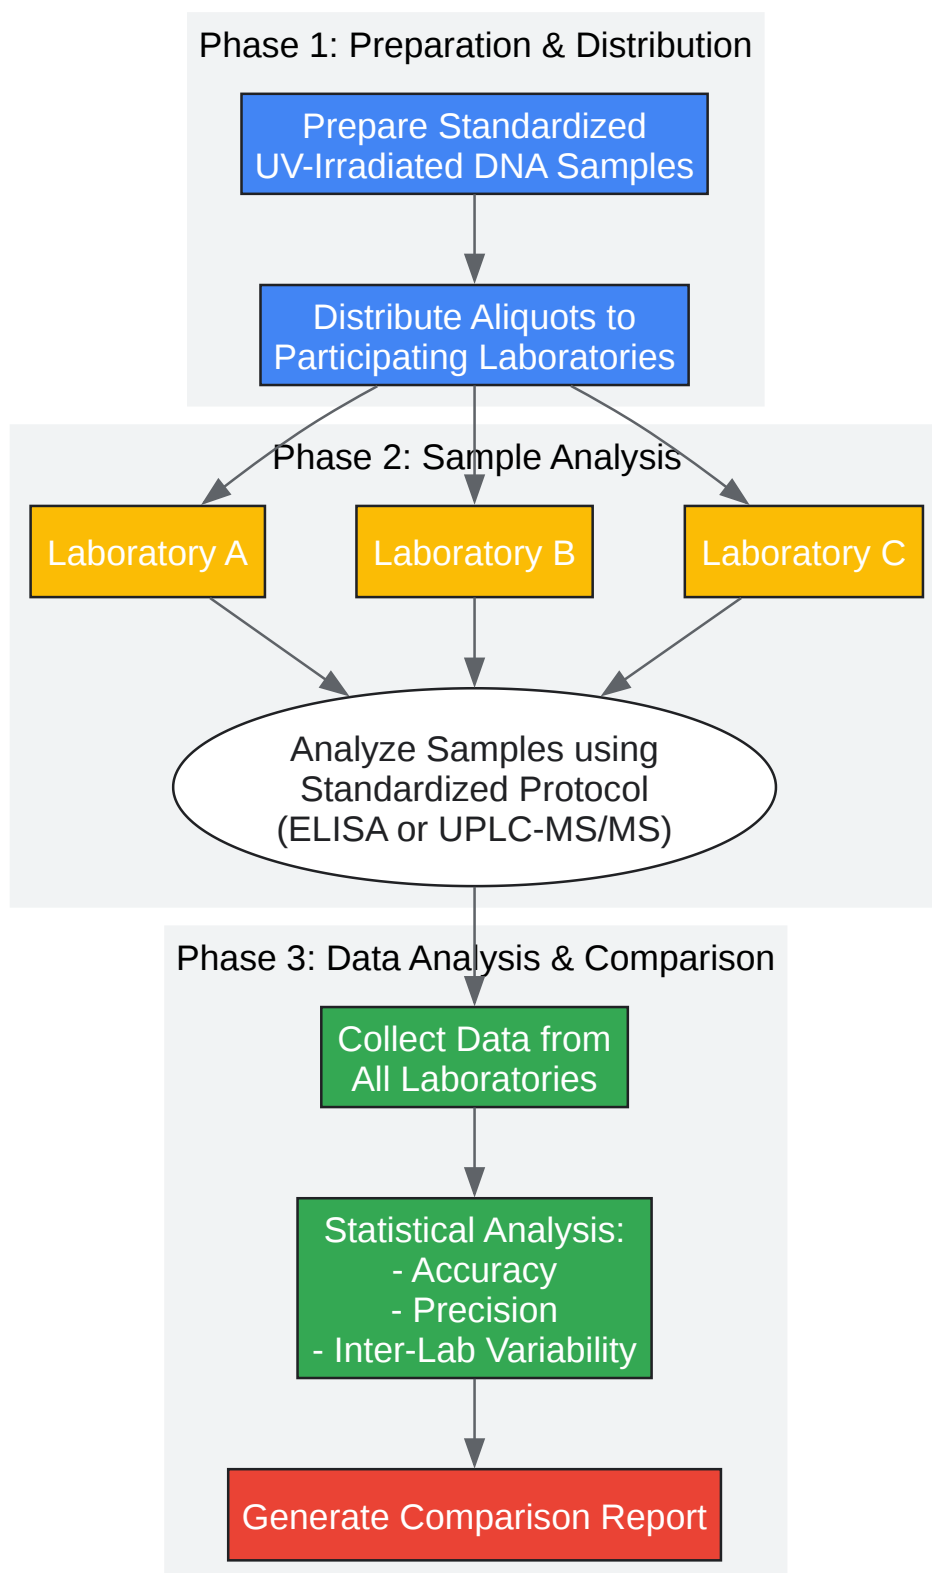 Phase 1: Preparation & Distribution
Prepare Standardized
UV-Irradiated DNA Samples
Distribute Aliquots to
Participating Laboratories
Phase 2: Sample Analysis
Laboratory A
Laboratory B
Laboratory C
Analyze Samples using
Standardized Protocol
(ELISA or UPLC-MS/MS)
Phase 3: Data Analysis & Comparison
Collect Data from
All Laboratories
Statistical Analysis:
- Accuracy
- Precision
- Inter-Lab Variability
Generate Comparison Report